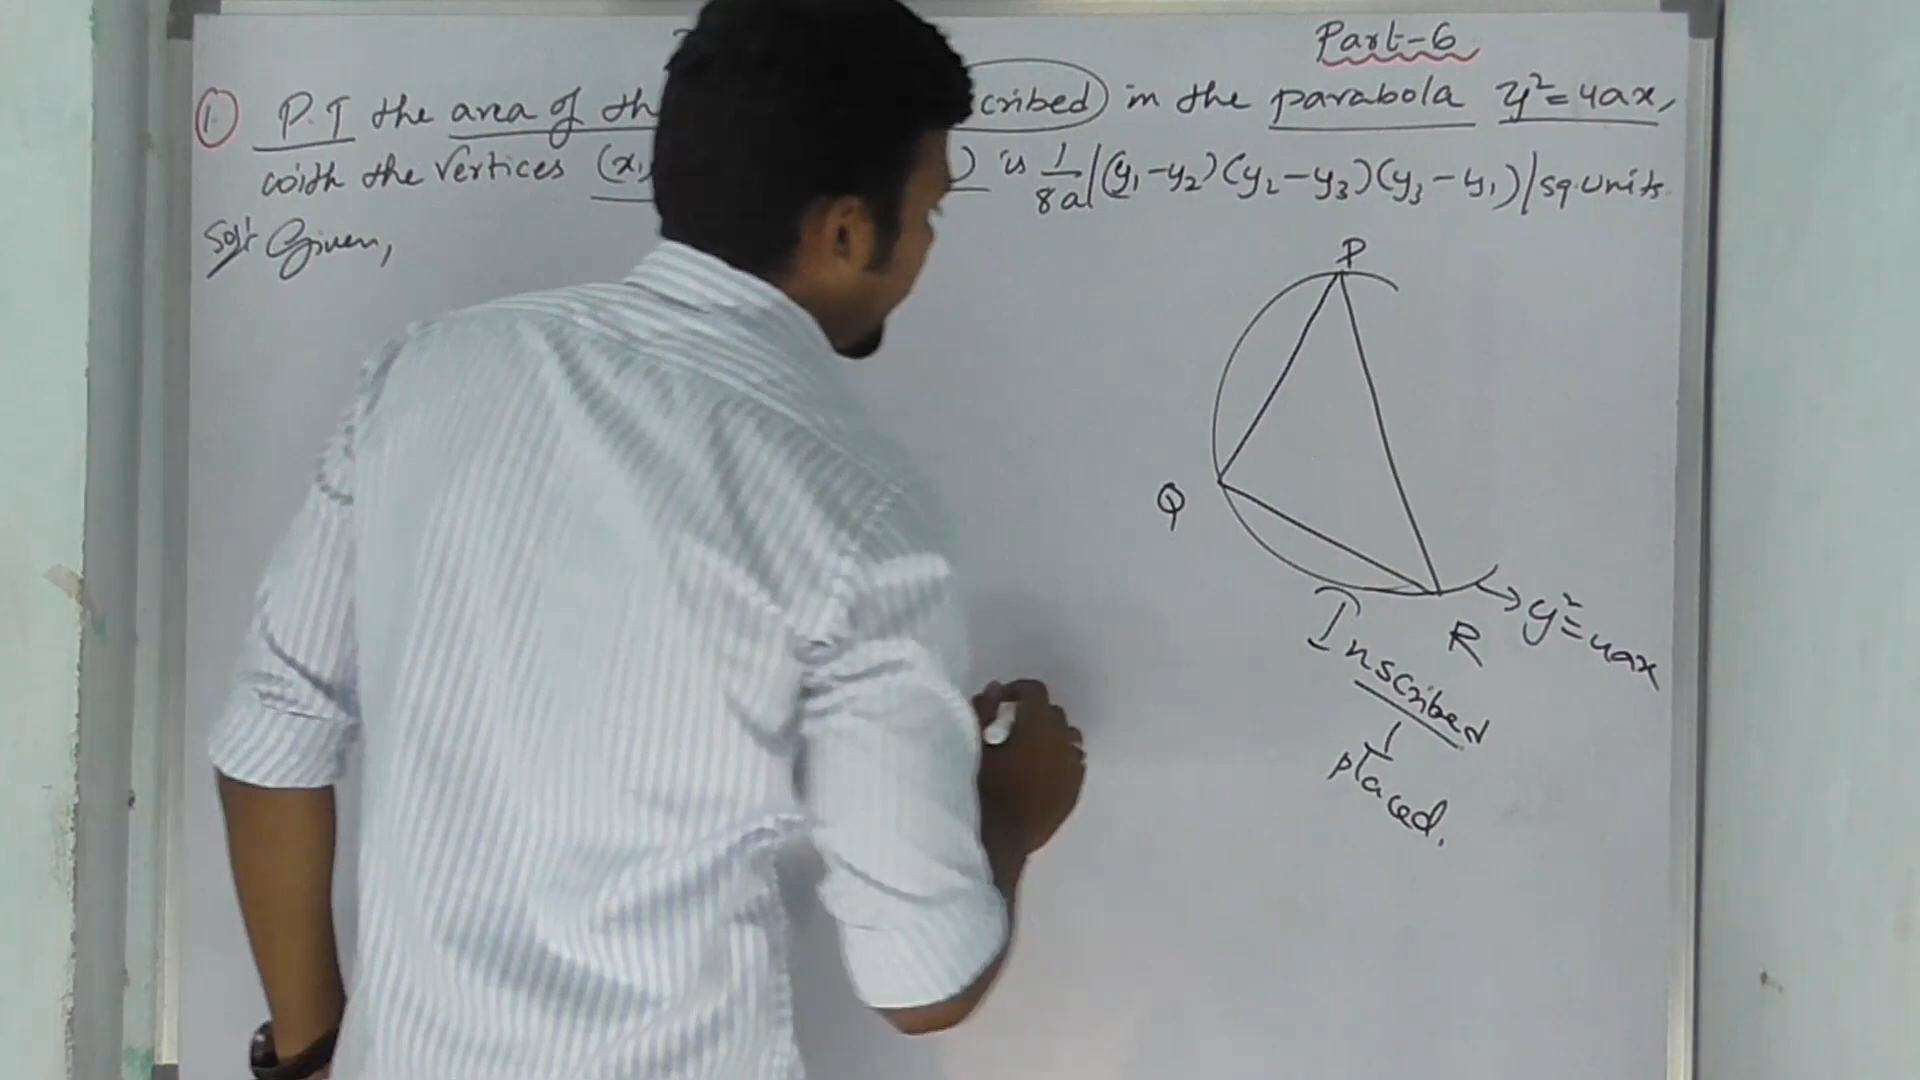 Part-6
1. P.T the area of th cribed in the parabola y²=4ax,
with the vertices (x₁, ) is 1/8a |(y₁-y₂)(y₂-y₃)(y₃-y₁)| sq.units.
Sol: Given,
P
Q
R
y²=4ax
Inscribed
placed.